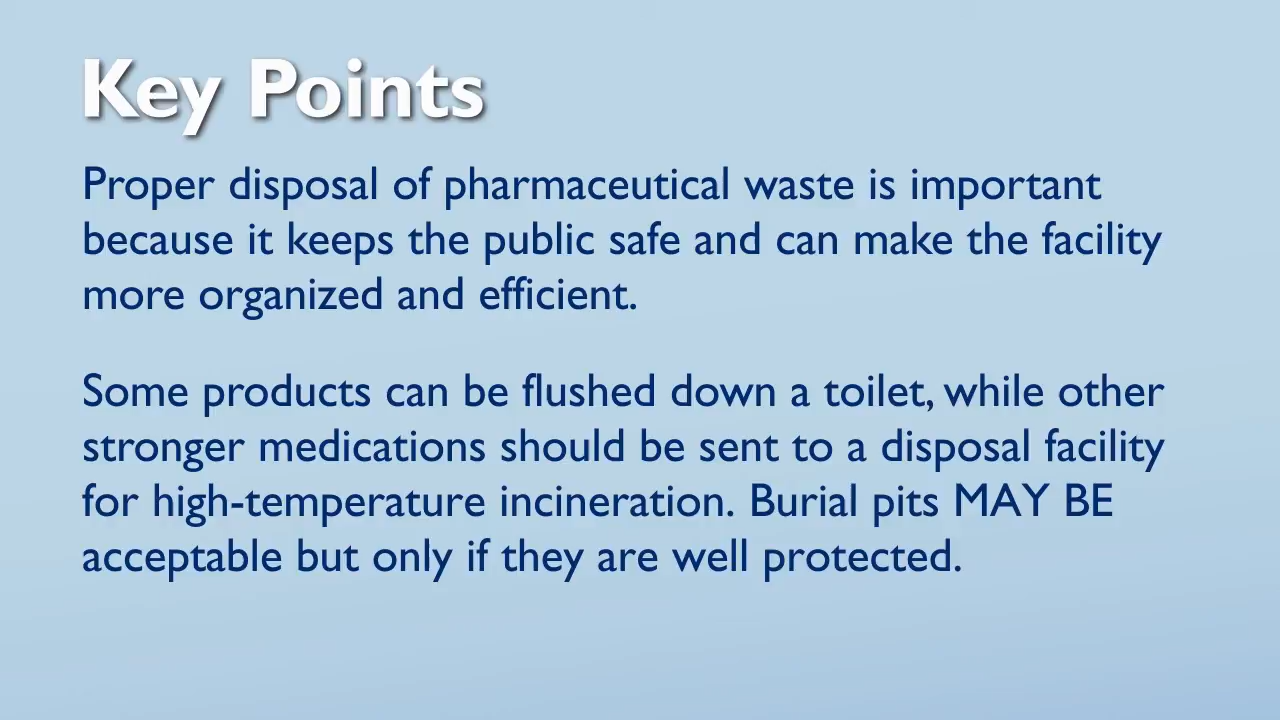 Key Points
Proper disposal of pharmaceutical waste is important
because it keeps the public safe and can make the facility
more organized and efficient.
Some products can be flushed down a toilet, while other
stronger medications should be sent to a disposal facility
for high-temperature incineration. Burial pits MAY BE
acceptable but only if they are well protected.